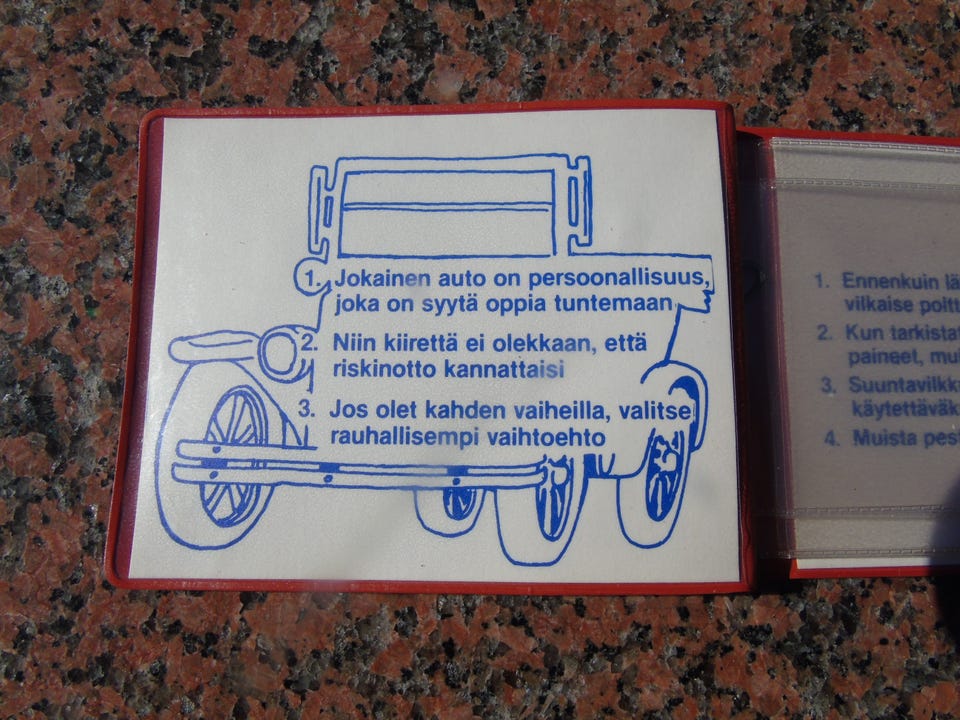 1. Jokainen auto on persoonallisuus,
joka on syytä oppia tuntemaan
2. Niin kiirettä ei olekkaan, että
riskinotto kannattaisi
3. Jos olet kahden vaiheilla, valitse
rauhallisempi vaihtoehto
1. Ennenkuin
vilkaise
2. Kun
paineet,
3.
4. Muista